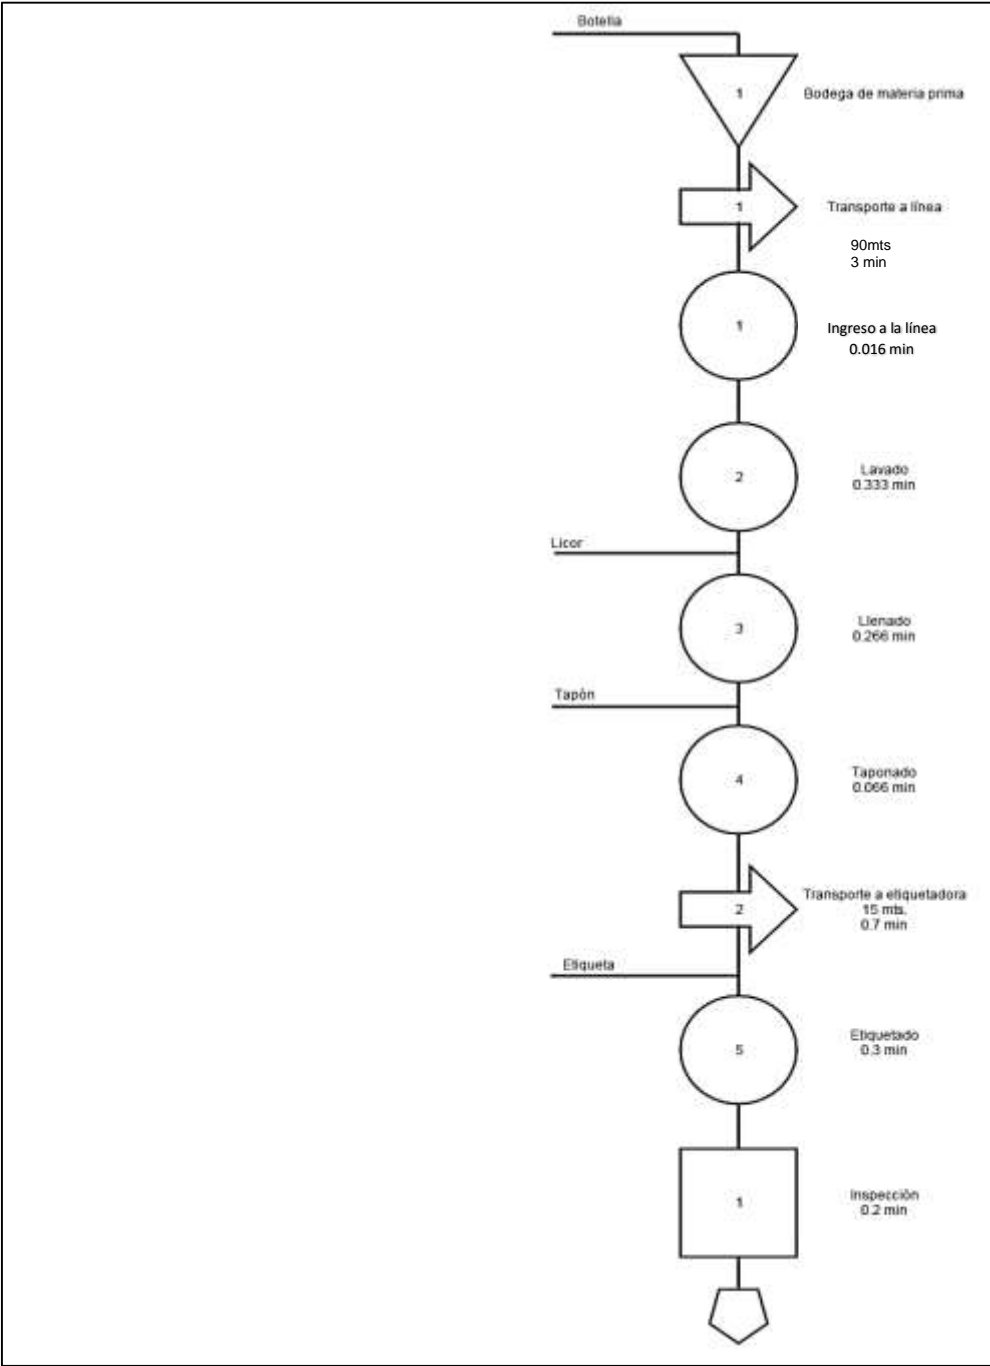 Botella
1
Bodega de materia prima
1
Transporte a línea
90mts
3 min
1
Ingreso a la línea
0.016 min
2
Lavado
0.333 min
Licor
3
Llenado
0.266 min
Tapón
4
Taponado
0.066 min
2
Transporte a etiquetadora
15 mts.
0.7 min
Etiqueta
5
Etiquetado
0.3 min
1
Inspección
0.2 min